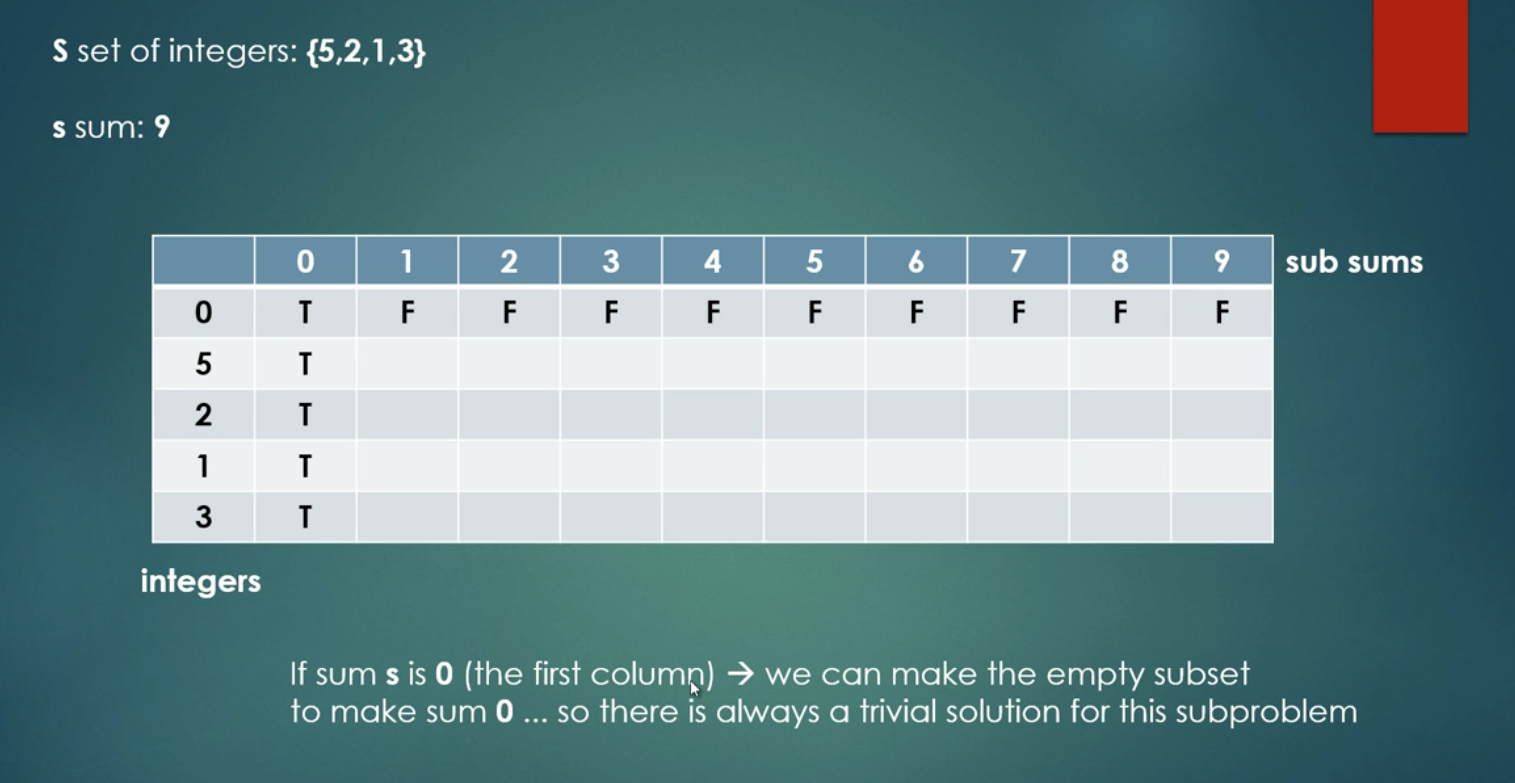 S set of integers: {5,2,1,3}
s sum: 9
0 1 2 3 4 5 6 7 8 9 sub sums
0 T F F F F F F F F F
5 T
2 T
1 T
3 T
integers
If sum s is 0 (the first column) → we can make the empty subset
to make sum 0 ... so there is always a trivial solution for this subproblem